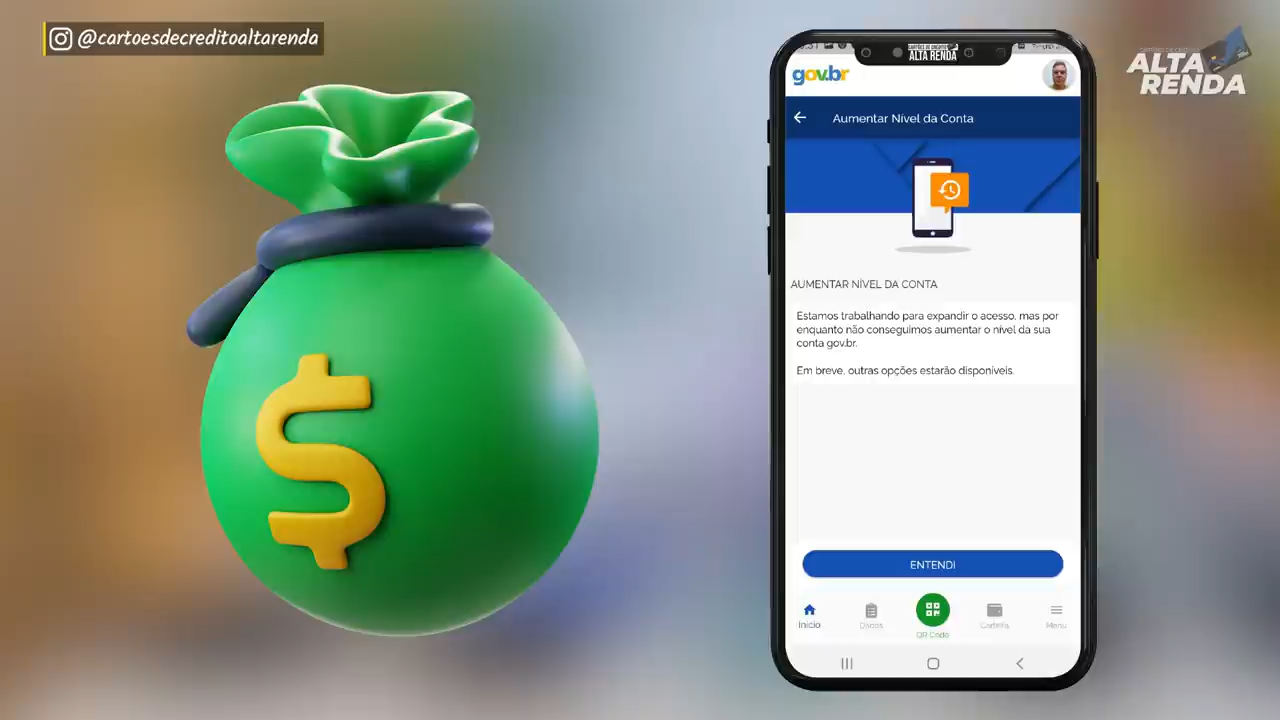 @cartoesdecreditoaltarenda
ALTA
RENDA
ALTA RENDA
gov.br
Aumentar Nível da Conta
AUMENTAR NÍVEL DA CONTA
Estamos trabalhando para expandir o acesso, mas por
enquanto não conseguimos aumentar o nível da sua
conta gov.br.
Em breve, outras opções estarão disponíveis.
ENTENDI
Início
Dados
QR Code
Carteira
Menu
$